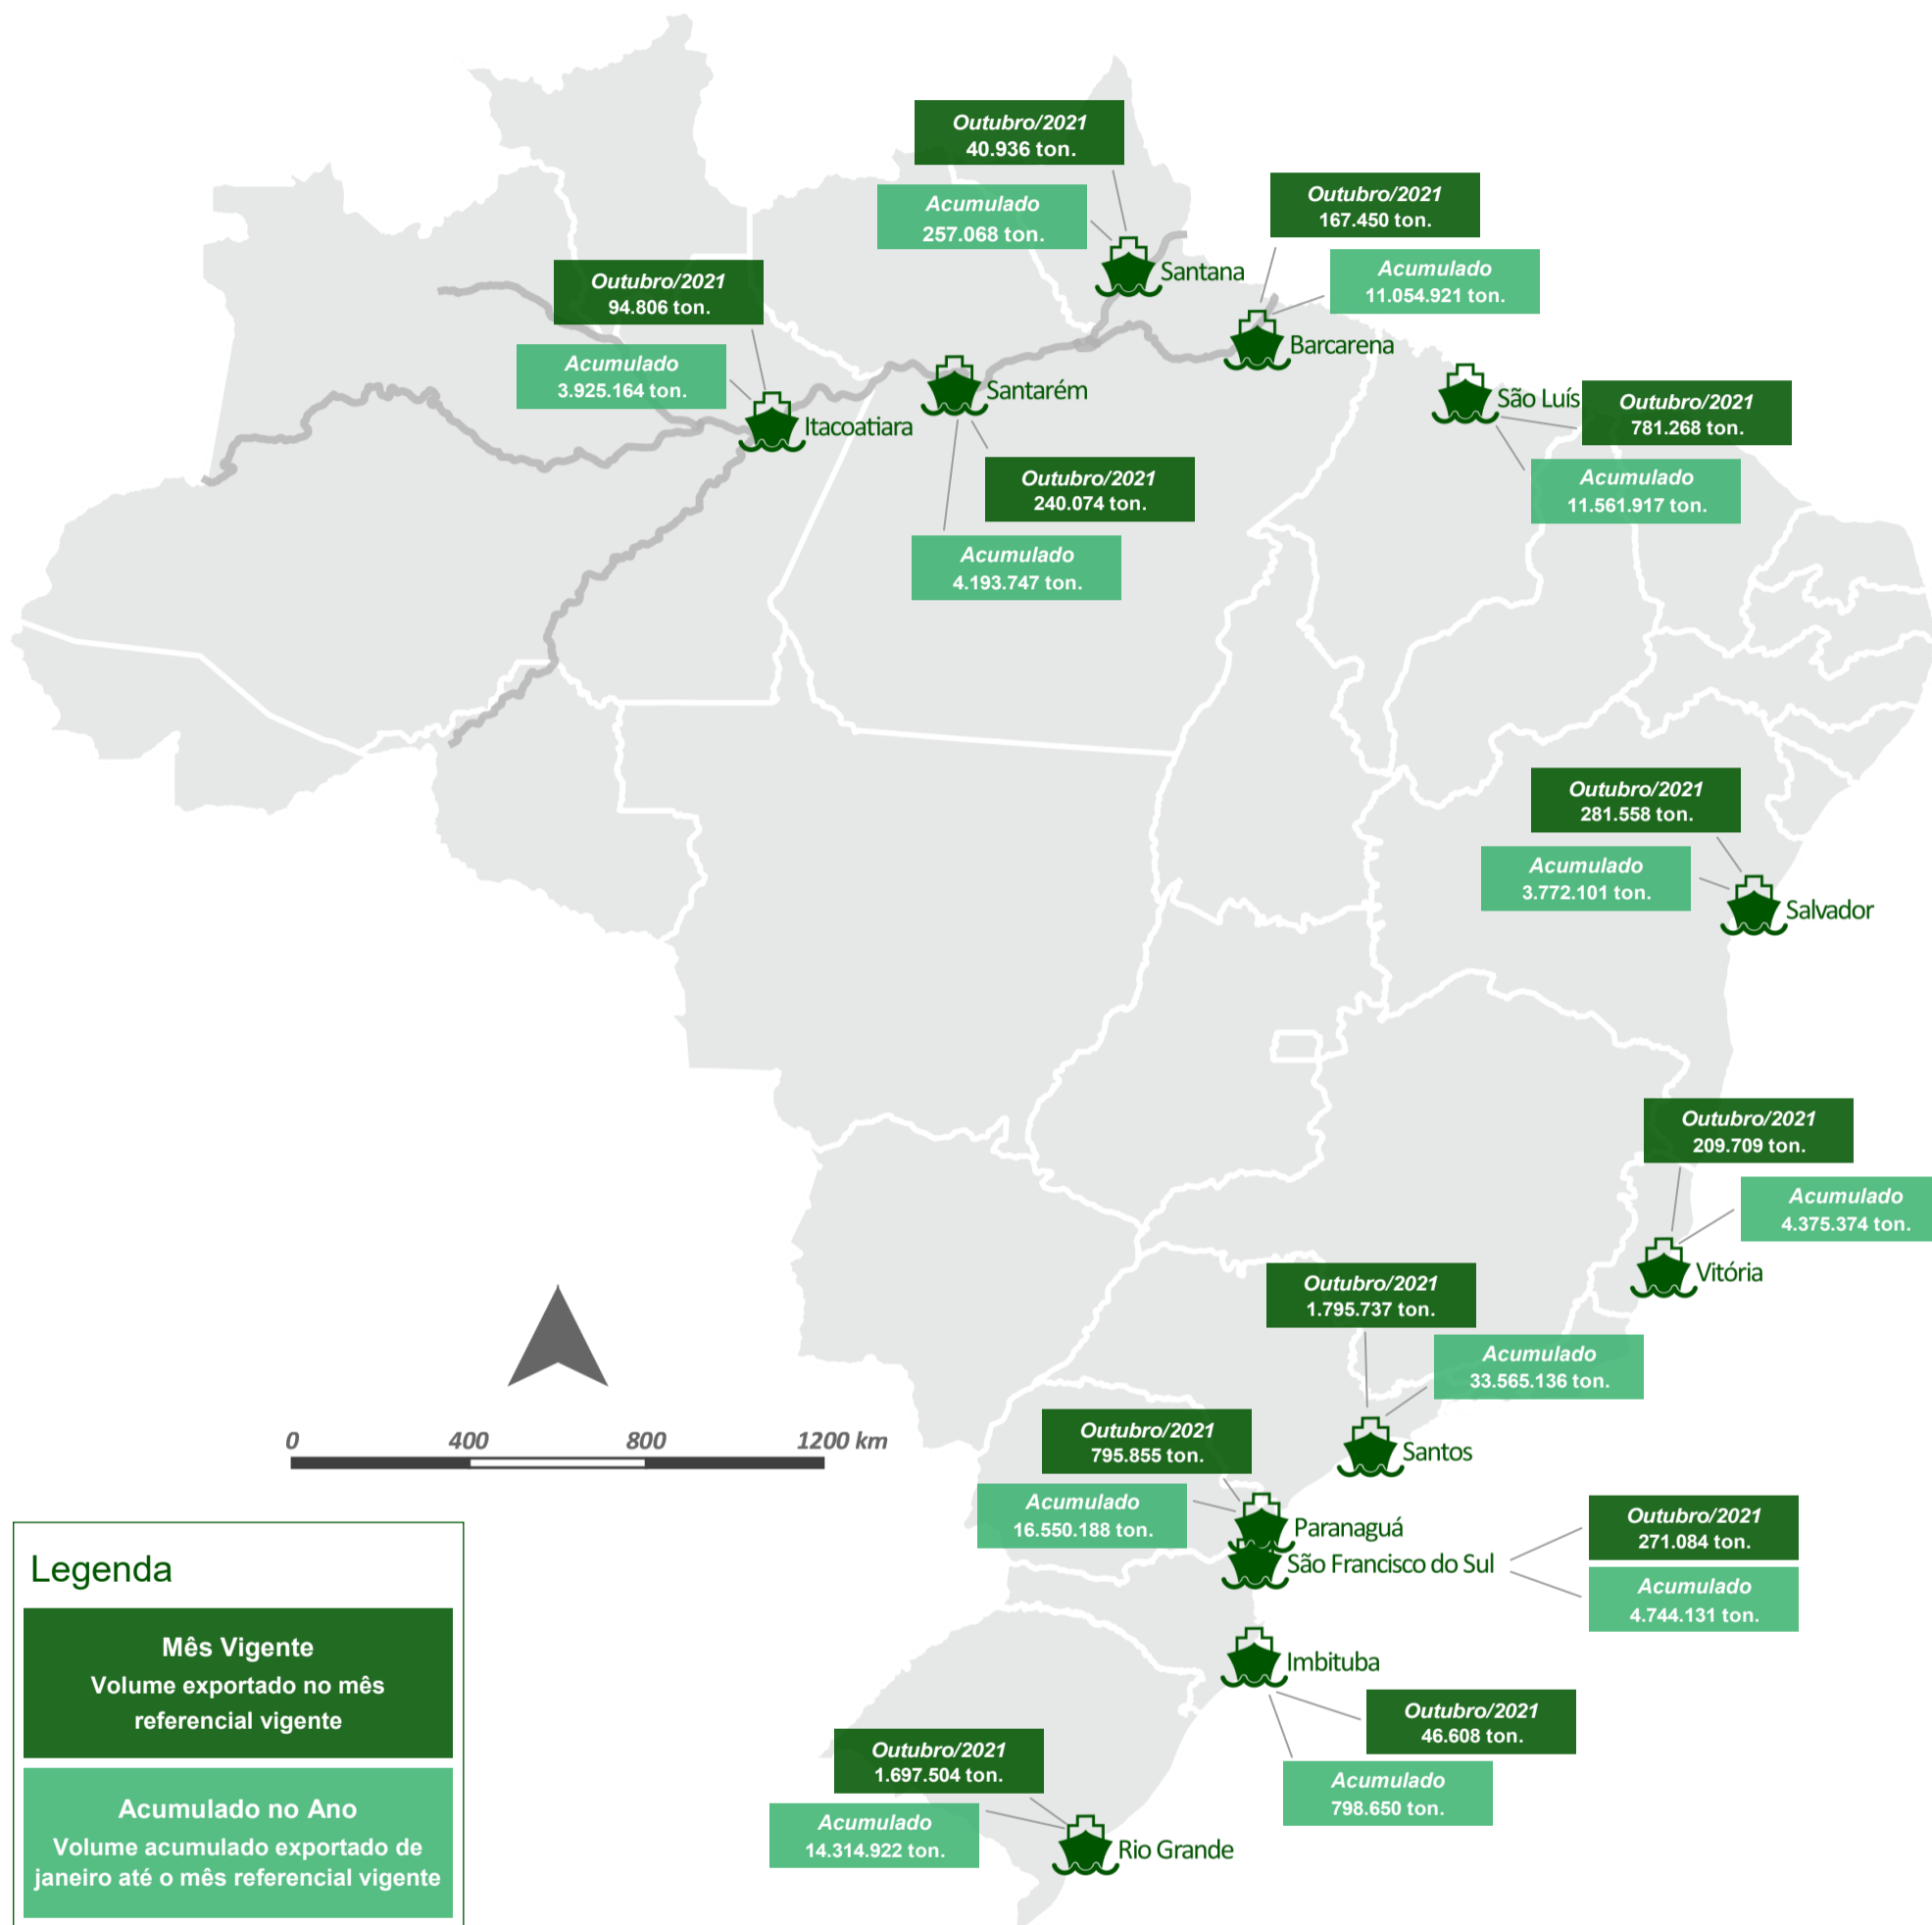 Outubro/2021
40.936 ton.
Acumulado
257.068 ton.
Santana
Outubro/2021
167.450 ton.
Acumulado
11.054.921 ton.
Barcarena
Outubro/2021
94.806 ton.
Acumulado
3.925.164 ton.
Itacoatiara
Santarém
Outubro/2021
240.074 ton.
Acumulado
4.193.747 ton.
São Luís
Outubro/2021
781.268 ton.
Acumulado
11.561.917 ton.
Outubro/2021
281.558 ton.
Acumulado
3.772.101 ton.
Salvador
Outubro/2021
209.709 ton.
Acumulado
4.375.374 ton.
Vitória
Outubro/2021
1.795.737 ton.
Acumulado
33.565.136 ton.
Santos
Outubro/2021
795.855 ton.
Acumulado
16.550.188 ton.
Paranaguá
São Francisco do Sul
Outubro/2021
271.084 ton.
Acumulado
4.744.131 ton.
Imbituba
Outubro/2021
46.608 ton.
Acumulado
798.650 ton.
Outubro/2021
1.697.504 ton.
Acumulado
14.314.922 ton.
Rio Grande
0 400 800 1200 km
Legenda
Mês Vigente
Volume exportado no mês
referencial vigente
Acumulado no Ano
Volume acumulado exportado de
janeiro até o mês referencial vigente